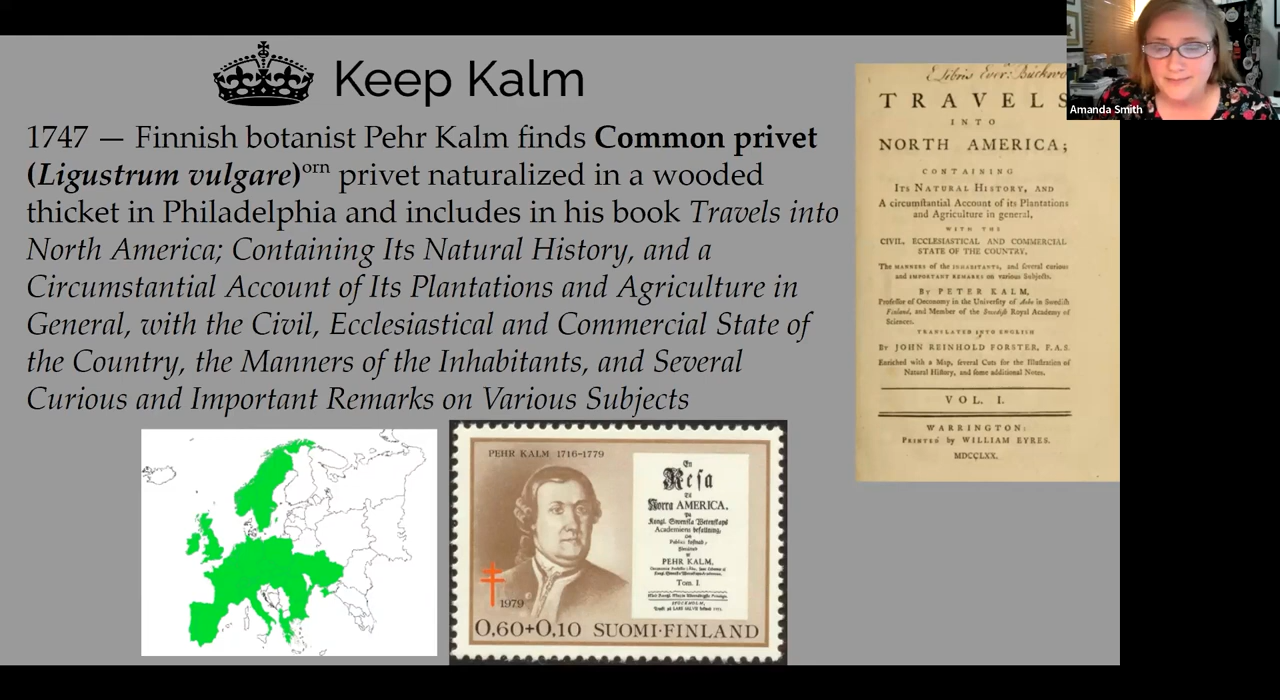 Keep Kalm
1747 — Finnish botanist Pehr Kalm finds Common privet
(Ligustrum vulgare)orn privet naturalized in a wooded
thicket in Philadelphia and includes in his book Travels into
North America; Containing Its Natural History, and a
Circumstantial Account of Its Plantations and Agriculture in
General, with the Civil, Ecclesiastical and Commercial State of
the Country, the Manners of the Inhabitants, and Several
Curious and Important Remarks on Various Subjects
PEHR KALM 1716-1779
En
Resa
Til
Norra AMERICA,
På
Kongl. Swenska Wetenskaps
Academiens befallning,
Och
Publici
PEHR KALM,
Tom. I.
STOCKHOLM,
1979
0,60+0,10 SUOMI·FINLAND
TRAVELS
INTO
NORTH AMERICA;
CONTAINING
ITS NATURAL HISTORY, AND
A circumstantial Account of its Plantations
and Agriculture in general,
WITH THE
CIVIL, ECCLESIASTICAL AND COMMERCIAL
STATE OF THE COUNTRY,
The MANNERS of the INHABITANTS, and several curious
and IMPORTANT REMARKS on various Subjects.
By PETER KALM,
Professor of Oeconomy in the University of Aobo in Swedish
Finland, and Member of the Swedish Royal Academy of
Sciences.
TRANSLATED INTO ENGLISH
By JOHN REINHOLD FORSTER, F.A.S.
Enriched with a Map, several Cuts for the Illustration of
Natural History, and some additional Notes.
VOL. I.
WARRINGTON:
PRINTED by WILLIAM EYRES.
MDCCLXX.
Amanda Smith